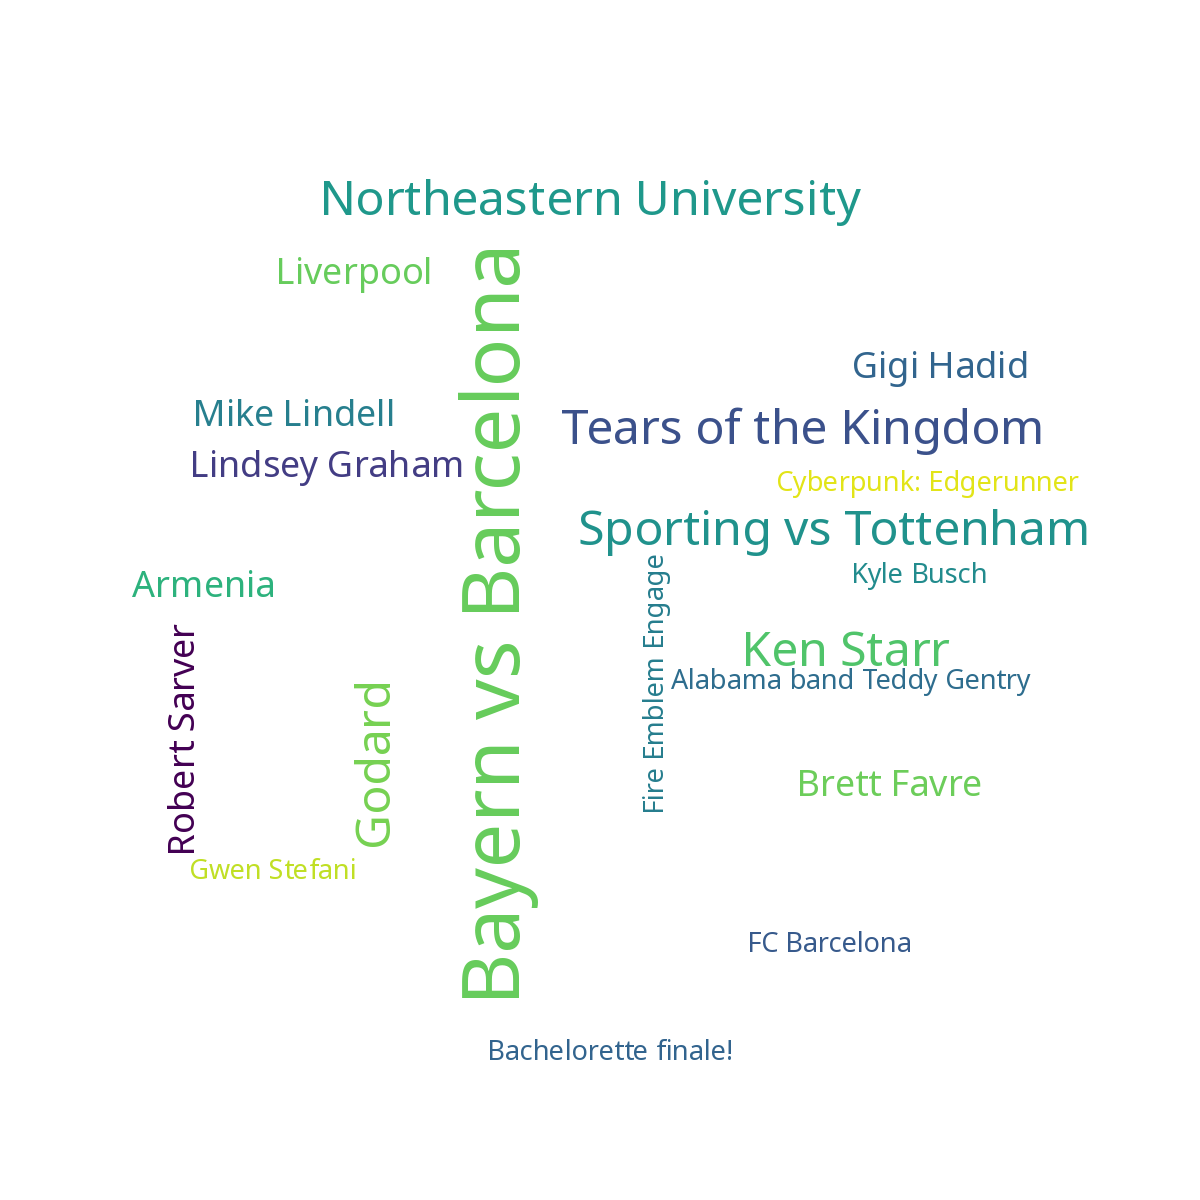 Northeastern University
Liverpool
Bayern vs Barcelona
Gigi Hadid
Mike Lindell
Tears of the Kingdom
Lindsey Graham
Cyberpunk: Edgerunner
Sporting vs Tottenham
Kyle Busch
Armenia
Fire Emblem Engage
Ken Starr
Robert Sarver
Alabama band Teddy Gentry
Godard
Brett Favre
Gwen Stefani
FC Barcelona
Bachelorette finale!